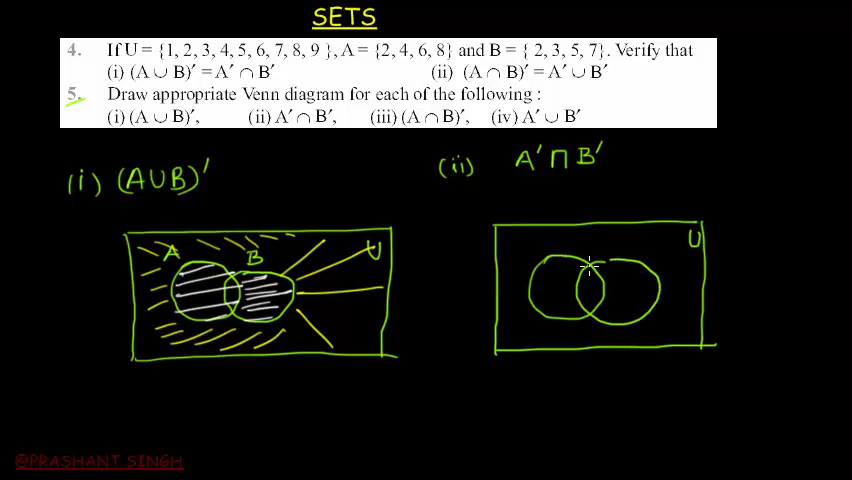 SETS
4. If U = {1, 2, 3, 4, 5, 6, 7, 8, 9 }, A = {2, 4, 6, 8} and B = { 2, 3, 5, 7}. Verify that
(i) (A ∪ B)′ = A′ ∩ B′ (ii) (A ∩ B)′ = A′ ∪ B′
5. Draw appropriate Venn diagram for each of the following :
(i) (A ∪ B)′, (ii) A′ ∩ B′, (iii) (A ∩ B)′, (iv) A′ ∪ B′
(i) (A∪B)′ (ii) A′ ∩ B′
A B U U
@PRASHANT SINGH